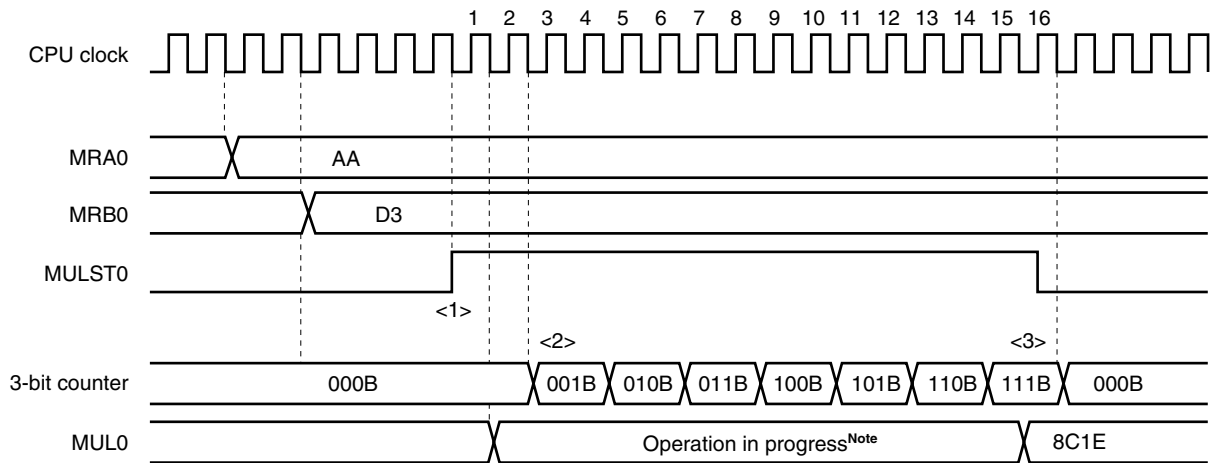 1 2 3 4 5 6 7 8 9 10 11 12 13 14 15 16
CPU clock
MRA0 AA
MRB0 D3
MULST0
<1>
<2> <3>
3-bit counter 000B 001B 010B 011B 100B 101B 110B 111B 000B
MUL0 Operation in progressNote 8C1E